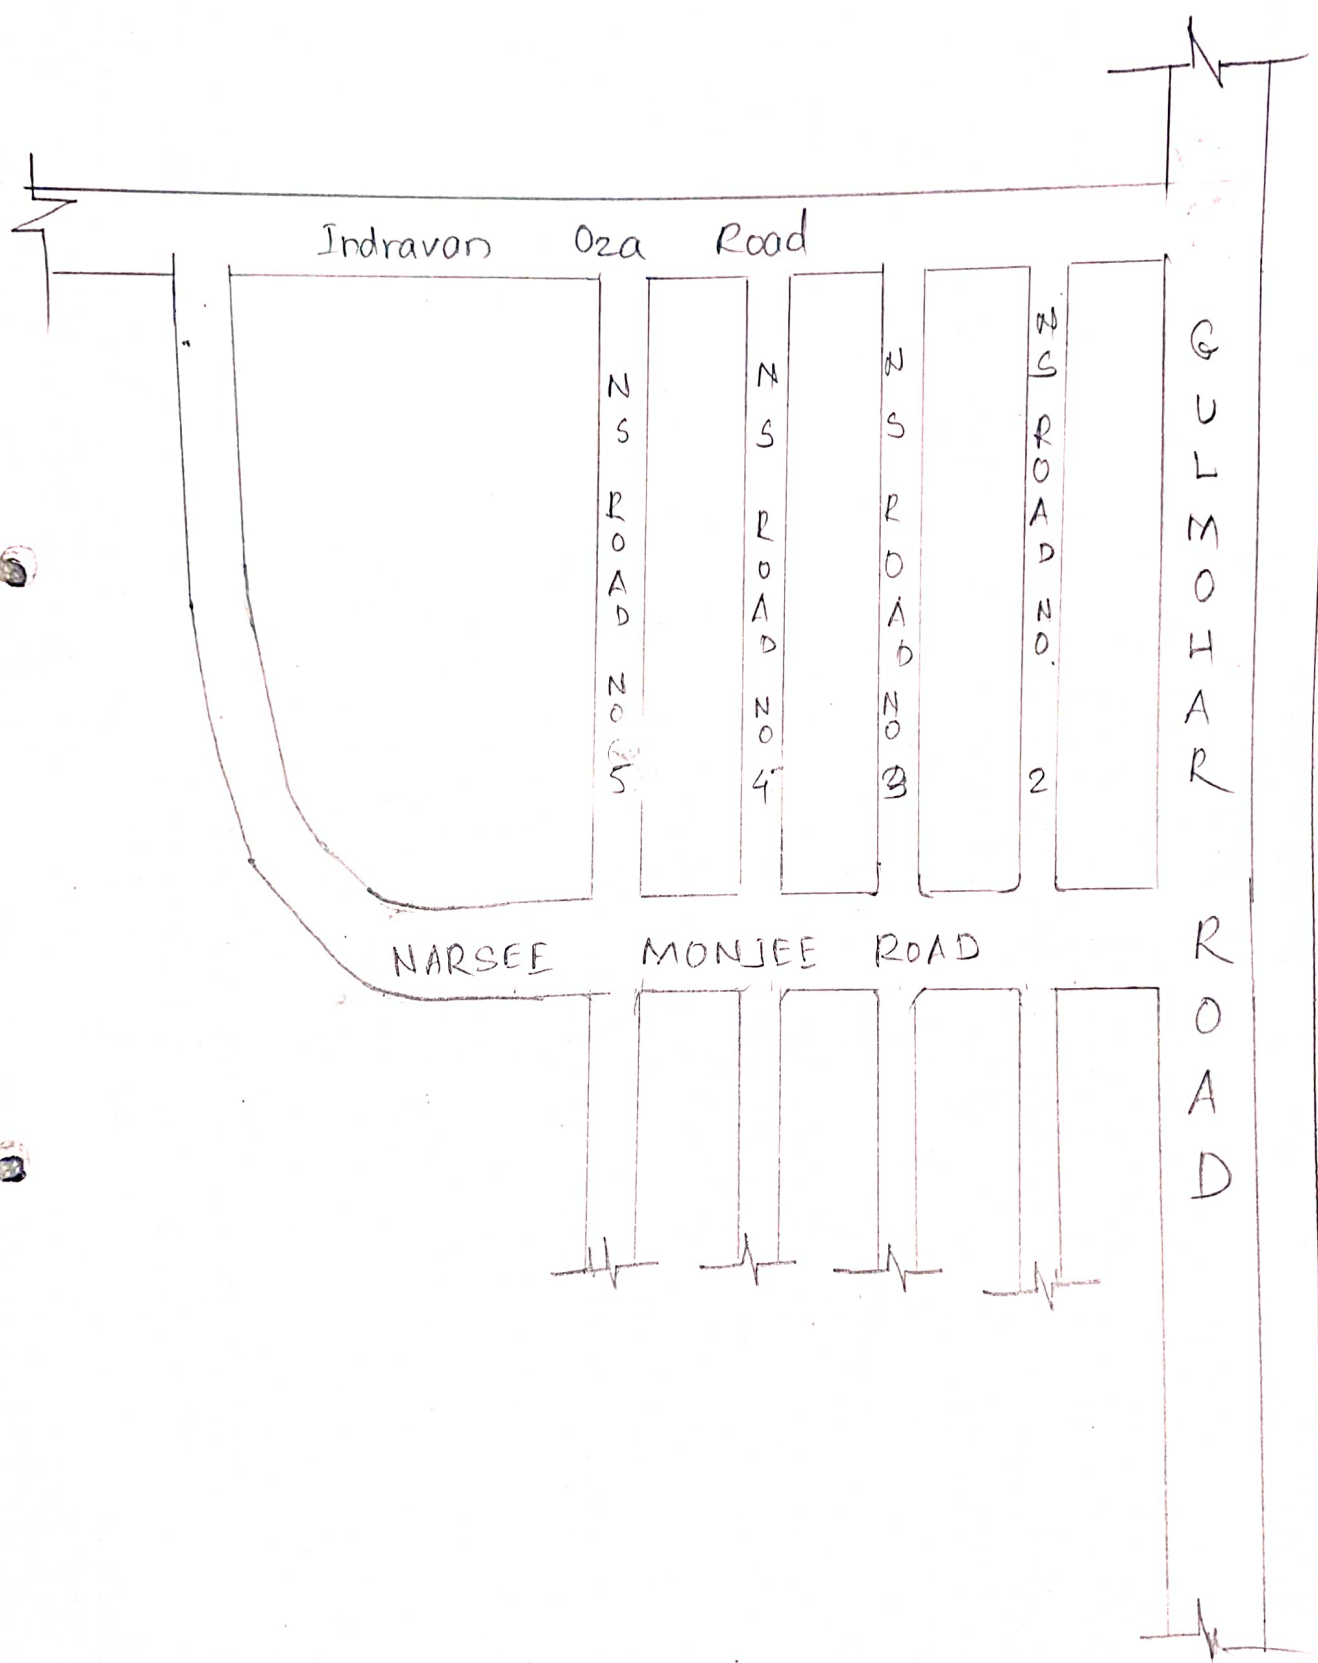 Indravan Oza Road
NS ROAD NO 5
NS ROAD NO 4
NS ROAD NO 3
NS ROAD NO. 2
GULMOHAR ROAD
NARSEE MONJEE ROAD